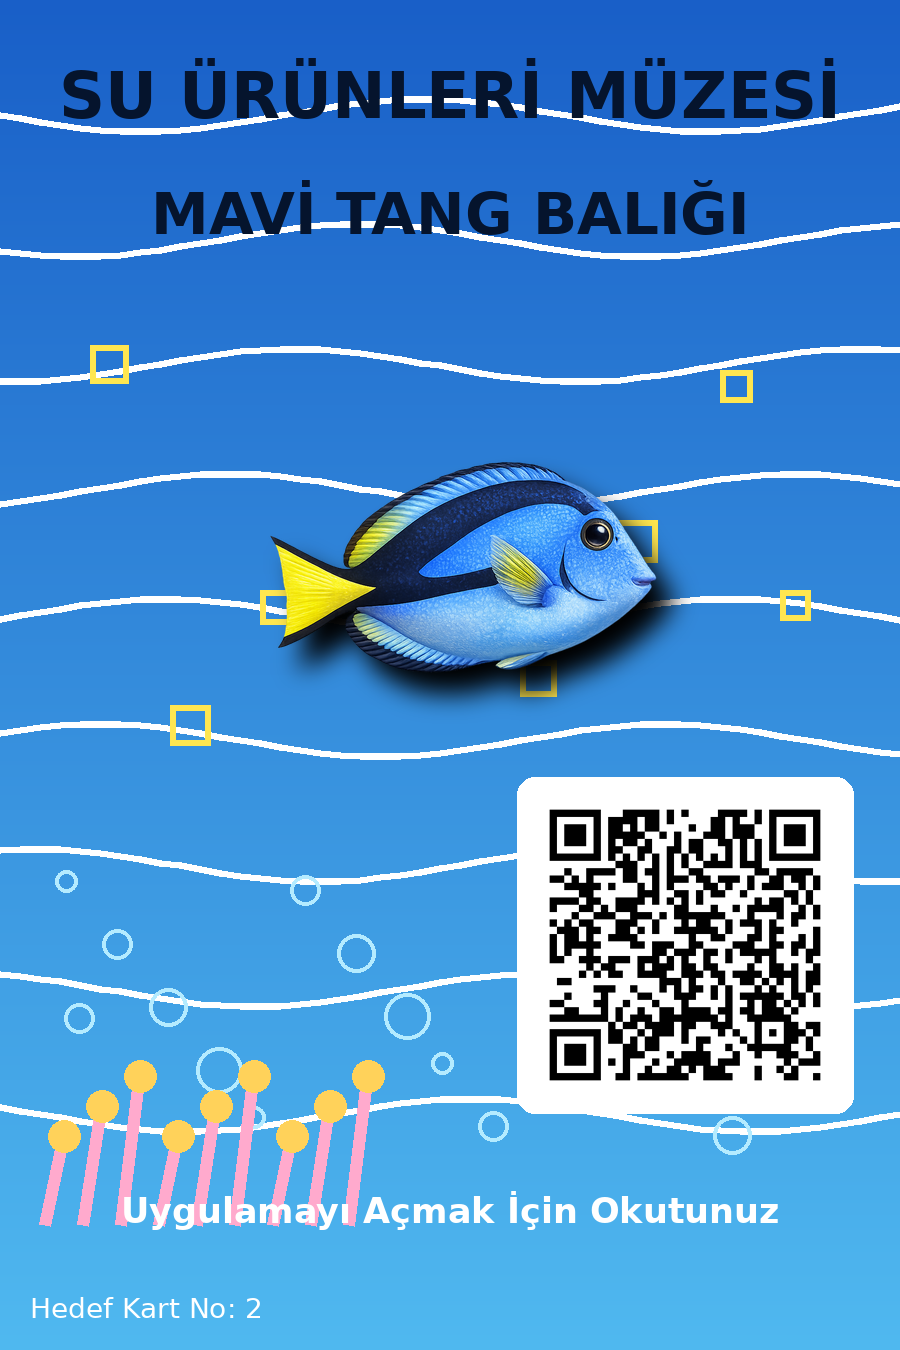 SU ÜRÜNLERİ MÜZESİ
MAVİ TANG BALIĞI
Uygulamayı Açmak İçin Okutunuz
Hedef Kart No: 2